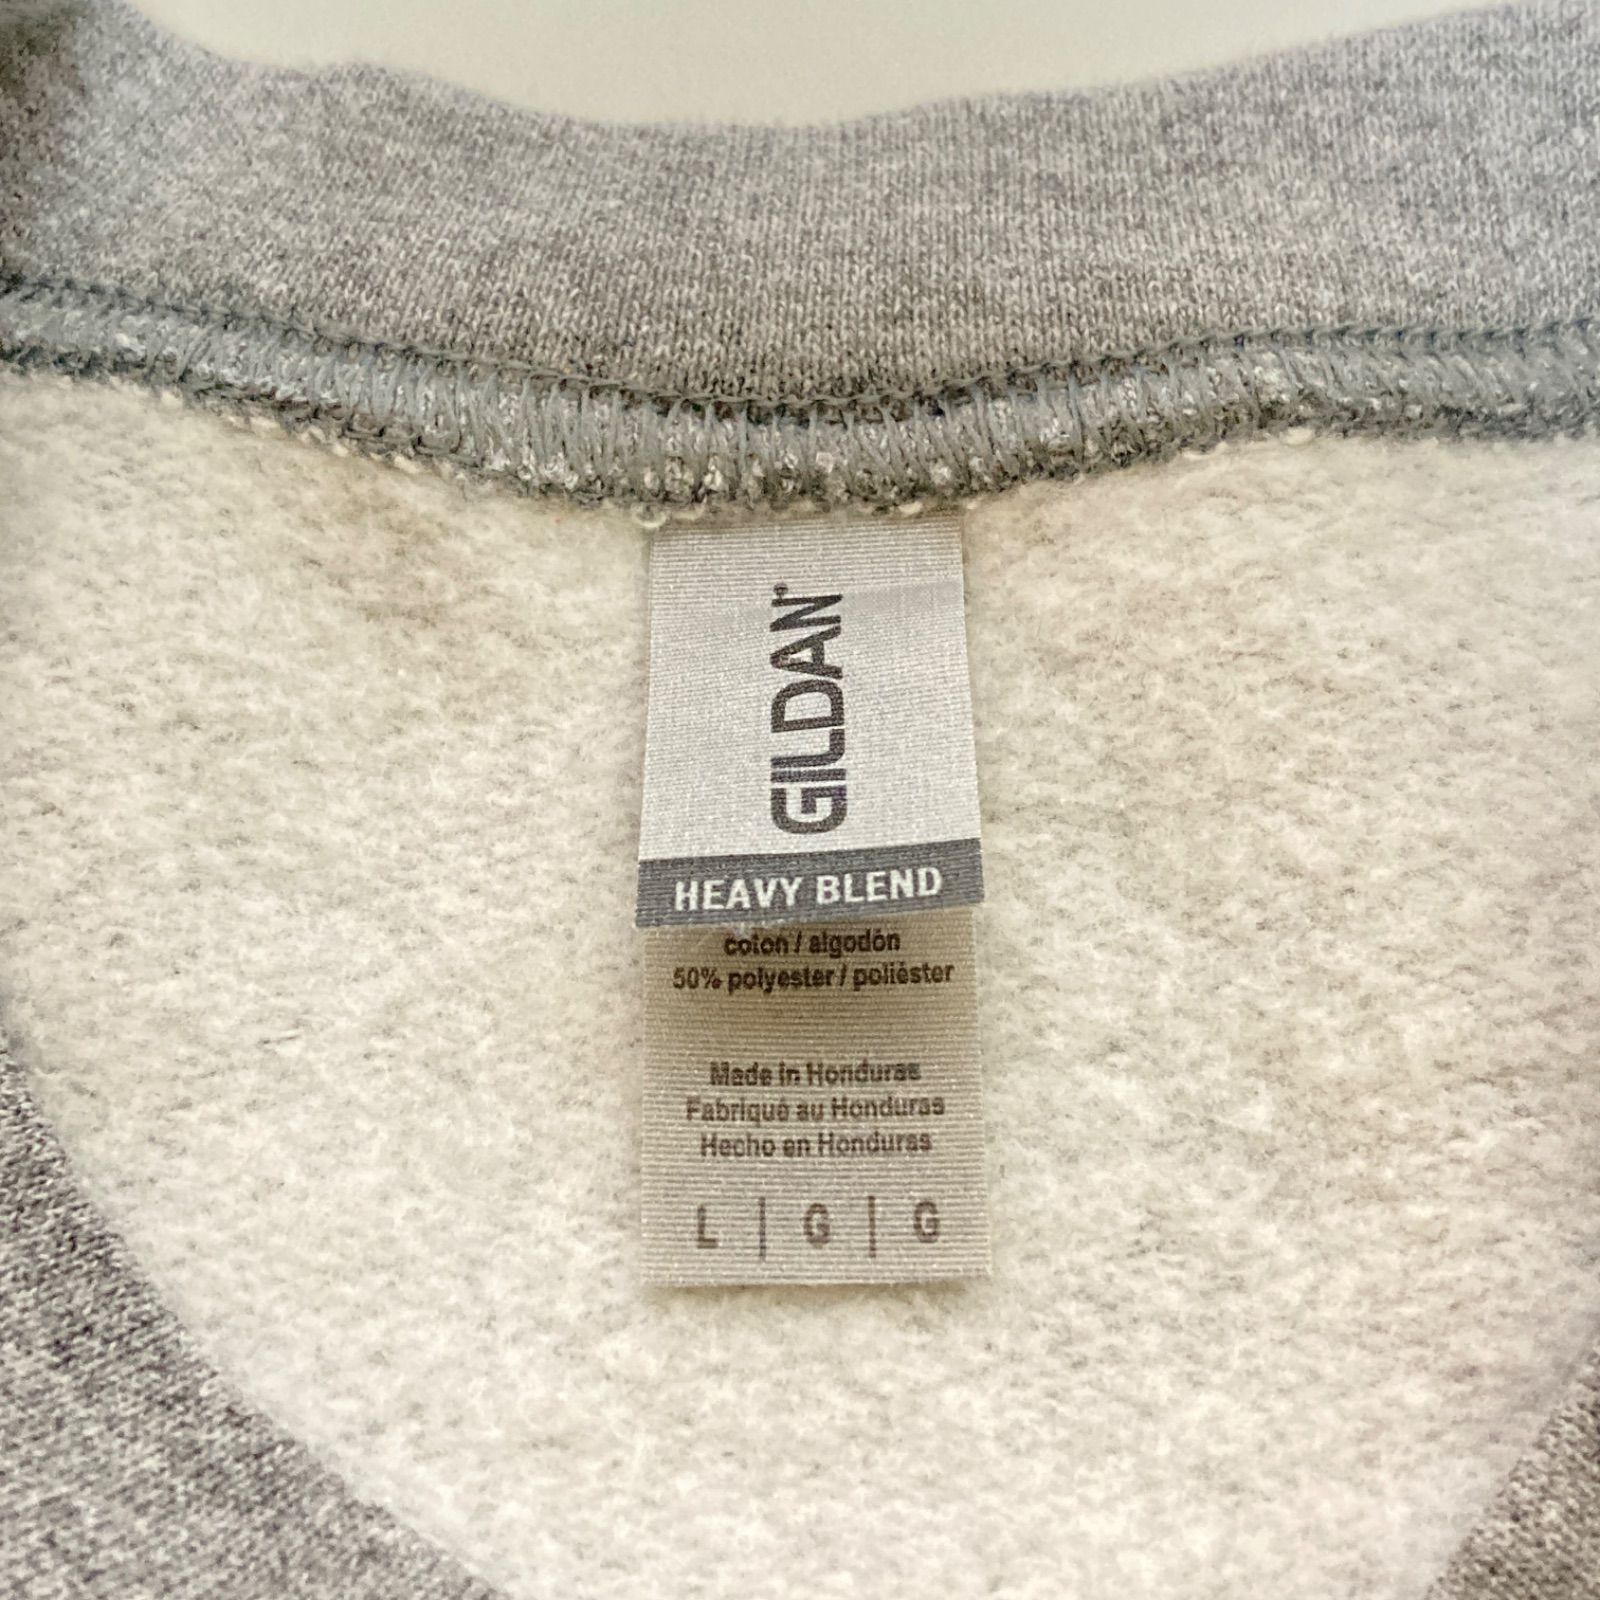 GILDAN®
HEAVY BLEND
coton / algodón
50% polyester / poliéster
Made in Honduras
Fabriqué au Honduras
Hecho en Honduras
L | G | G